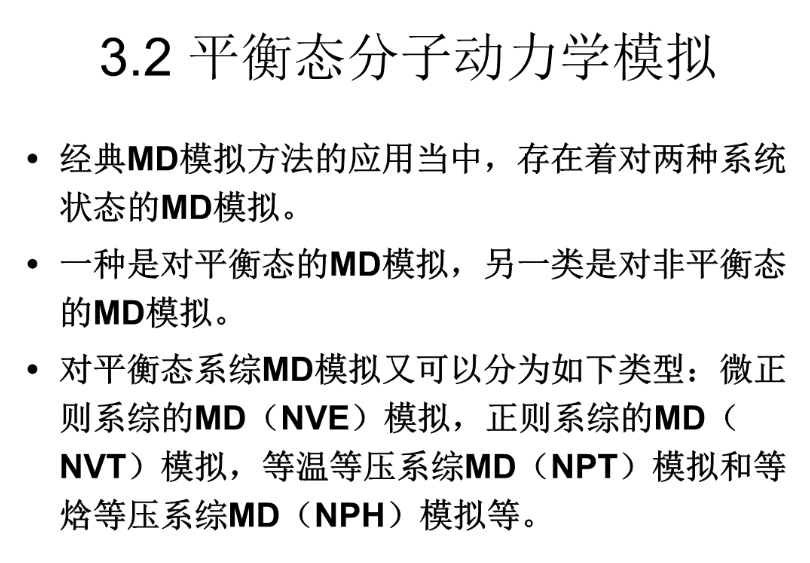 3.2 平衡态分子动力学模拟
• 经典MD模拟方法的应用当中，存在着对两种系统
状态的MD模拟。
• 一种是对平衡态的MD模拟，另一类是对非平衡态
的MD模拟。
• 对平衡态系综MD模拟又可以分为如下类型：微正
则系综的MD（NVE）模拟，正则系综的MD（
NVT）模拟，等温等压系综MD（NPT）模拟和等
焓等压系综MD（NPH）模拟等。